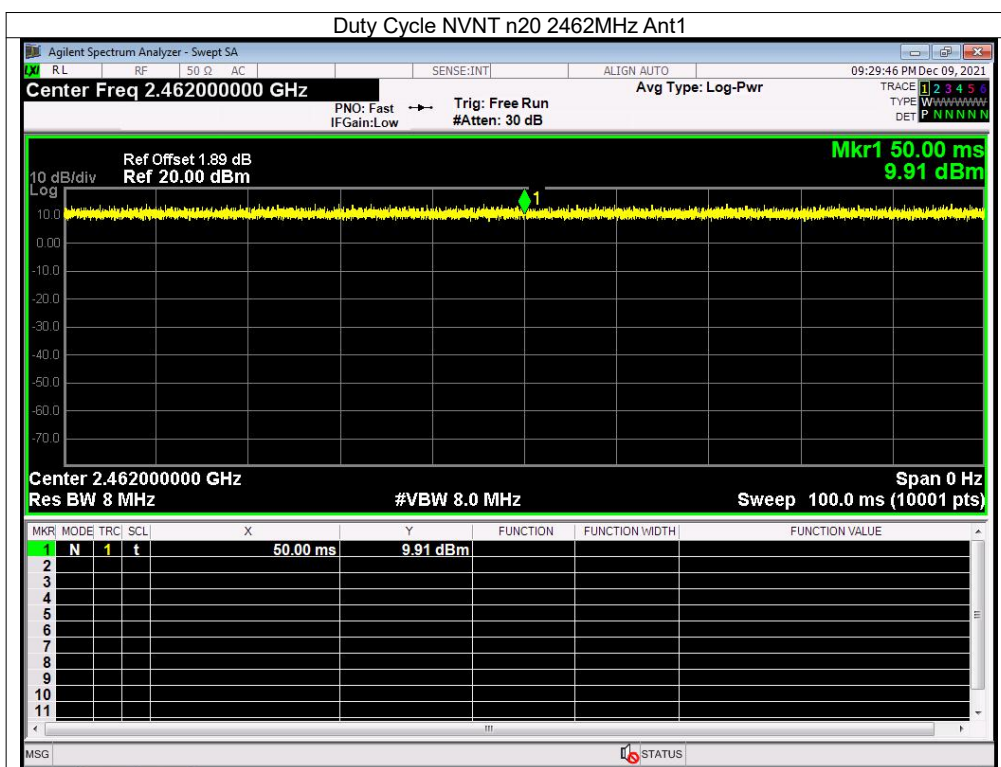 Duty Cycle NVNT n20 2462MHz Ant1
Agilent Spectrum Analyzer - Swept SA
LXI RL RF 50 Ω AC SENSE:INT ALIGN AUTO 09:29:46 PM Dec 09, 2021
Center Freq 2.462000000 GHz Avg Type: Log-Pwr TRACE 1 2 3 4 5 6
PNO: Fast Trig: Free Run TYPE WWWWWW
IFGain:Low #Atten: 30 dB DET P N N N N N
Ref Offset 1.89 dB Mkr1 50.00 ms
10 dB/div Ref 20.00 dBm 9.91 dBm
Log
1
10.0
0.00
-10.0
-20.0
-30.0
-40.0
-50.0
-60.0
-70.0
Center 2.462000000 GHz Span 0 Hz
Res BW 8 MHz #VBW 8.0 MHz Sweep 100.0 ms (10001 pts)
MKR MODE TRC SCL X Y FUNCTION FUNCTION WIDTH FUNCTION VALUE
1 N 1 t 50.00 ms 9.91 dBm
2
3
4
5
6
7
8
9
10
11
MSG STATUS